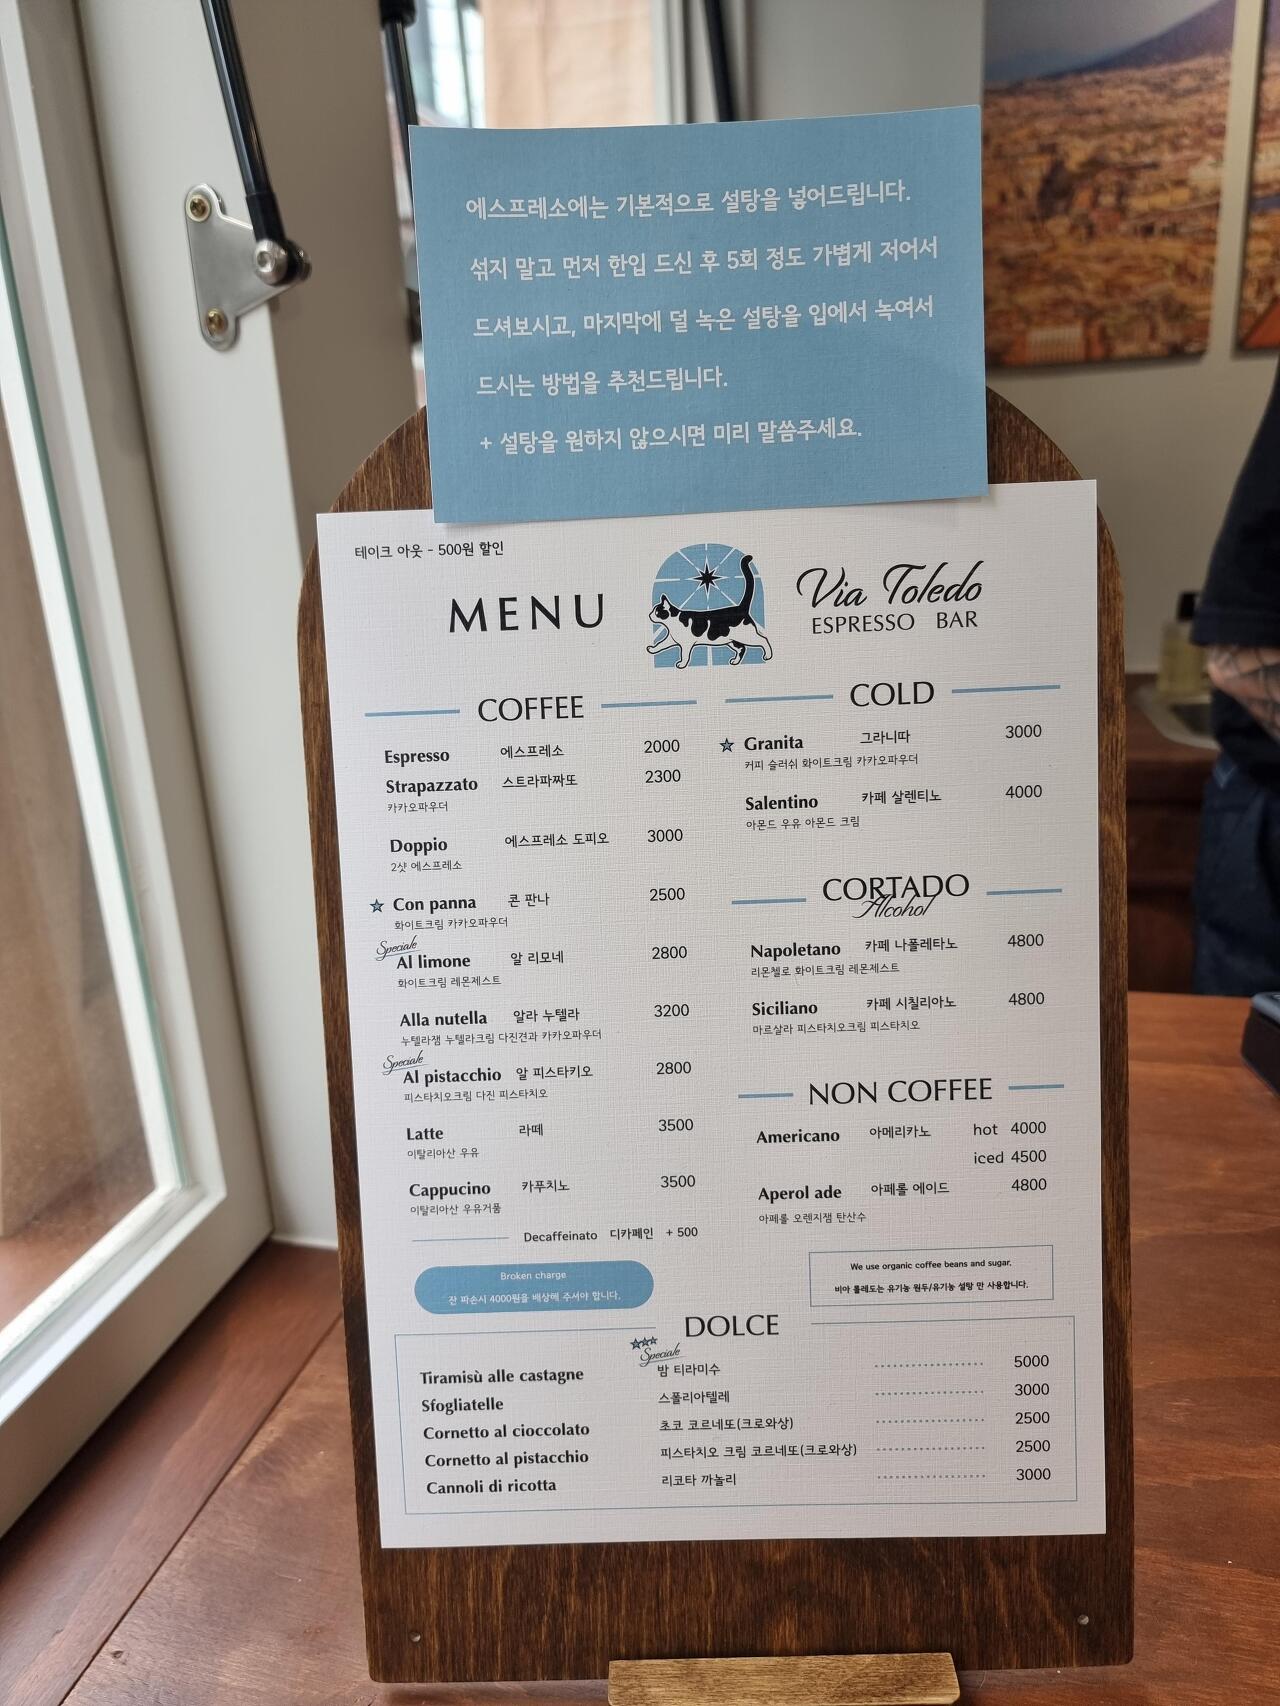 에스프레소에는 기본적으로 설탕을 넣어드립니다.
섞지 말고 먼저 한입 드신 후 5회 정도 가볍게 저어서
드셔보시고, 마지막에 덜 녹은 설탕을 입에서 녹여서
드시는 방법을 추천드립니다.
+ 설탕을 원하지 않으시면 미리 말씀주세요.
테이크 아웃 - 500원 할인
MENU
Via Toledo
ESPRESSO BAR
COFFEE
Espresso 에스프레소 2000
Strapazzato 스트라파짜또 2300
카카오파우더
Doppio 에스프레소 도피오 3000
2샷 에스프레소
Con panna 콘 판나 2500
화이트크림 카카오파우더
Speciale
Al limone 알 리모네 2800
화이트크림 레몬제스트
Alla nutella 알라 누텔라 3200
누텔라잼 누텔라크림 다진견과 카카오파우더
Speciale
Al pistacchio 알 피스타키오 2800
피스타치오크림 다진 피스타치오
Latte 라떼 3500
이탈리아산 우유
Cappucino 카푸치노 3500
이탈리아산 우유거품
Decaffeinato 디카페인 + 500
Broken charge
잔 파손시 4000원을 배상해 주셔야 합니다.
COLD
Granita 그라니따 3000
커피 슬러쉬 화이트크림 카카오파우더
Salentino 카페 살렌티노 4000
아몬드 우유 아몬드 크림
CORTADO
Alcohol
Napoletano 카페 나폴레타노 4800
리몬첼로 화이트크림 레몬제스트
Siciliano 카페 시칠리아노 4800
마르살라 피스타치오크림 피스타치오
NON COFFEE
Americano 아메리카노 hot 4000
iced 4500
Aperol ade 아페롤 에이드 4800
아페롤 오렌지잼 탄산수
We use organic coffee beans and sugar.
비아 톨레도는 유기농 원두/유기농 설탕 만 사용합니다.
DOLCE
Speciale
Tiramisù alle castagne 밤 티라미수 5000
Sfogliatelle 스폴리아텔레 3000
Cornetto al cioccolato 초코 코르네또(크로와상) 2500
Cornetto al pistacchio 피스타치오 크림 코르네또(크로와상) 2500
Cannoli di ricotta 리코타 까놀리 3000